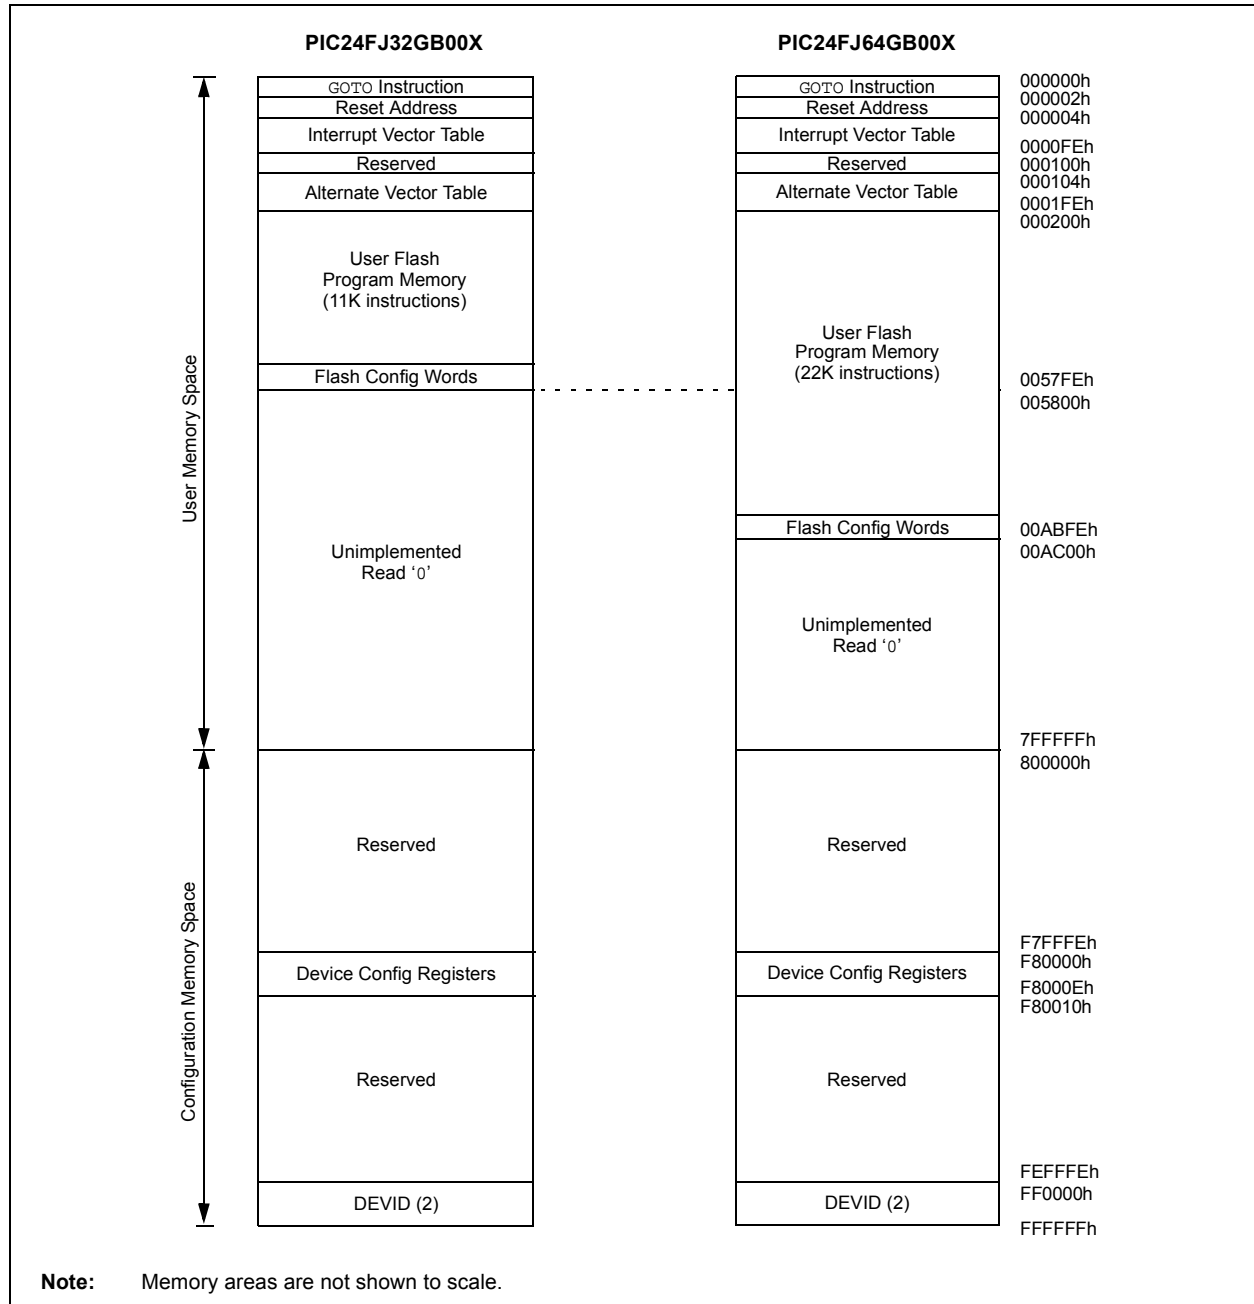 PIC24FJ32GB00X
PIC24FJ64GB00X
GOTO Instruction
Reset Address
Interrupt Vector Table
Reserved
Alternate Vector Table
User Flash
Program Memory
(11K instructions)
Flash Config Words
Unimplemented
Read ‘0’
Reserved
Device Config Registers
Reserved
DEVID (2)
GOTO Instruction
Reset Address
Interrupt Vector Table
Reserved
Alternate Vector Table
User Flash
Program Memory
(22K instructions)
Flash Config Words
Unimplemented
Read ‘0’
Reserved
Device Config Registers
Reserved
DEVID (2)
000000h
000002h
000004h
0000FEh
000100h
000104h
0001FEh
000200h
0057FEh
005800h
00ABFEh
00AC00h
7FFFFFh
800000h
F7FFFEh
F80000h
F8000Eh
F80010h
FEFFFEh
FF0000h
FFFFFFh
User Memory Space
Configuration Memory Space
Note: Memory areas are not shown to scale.